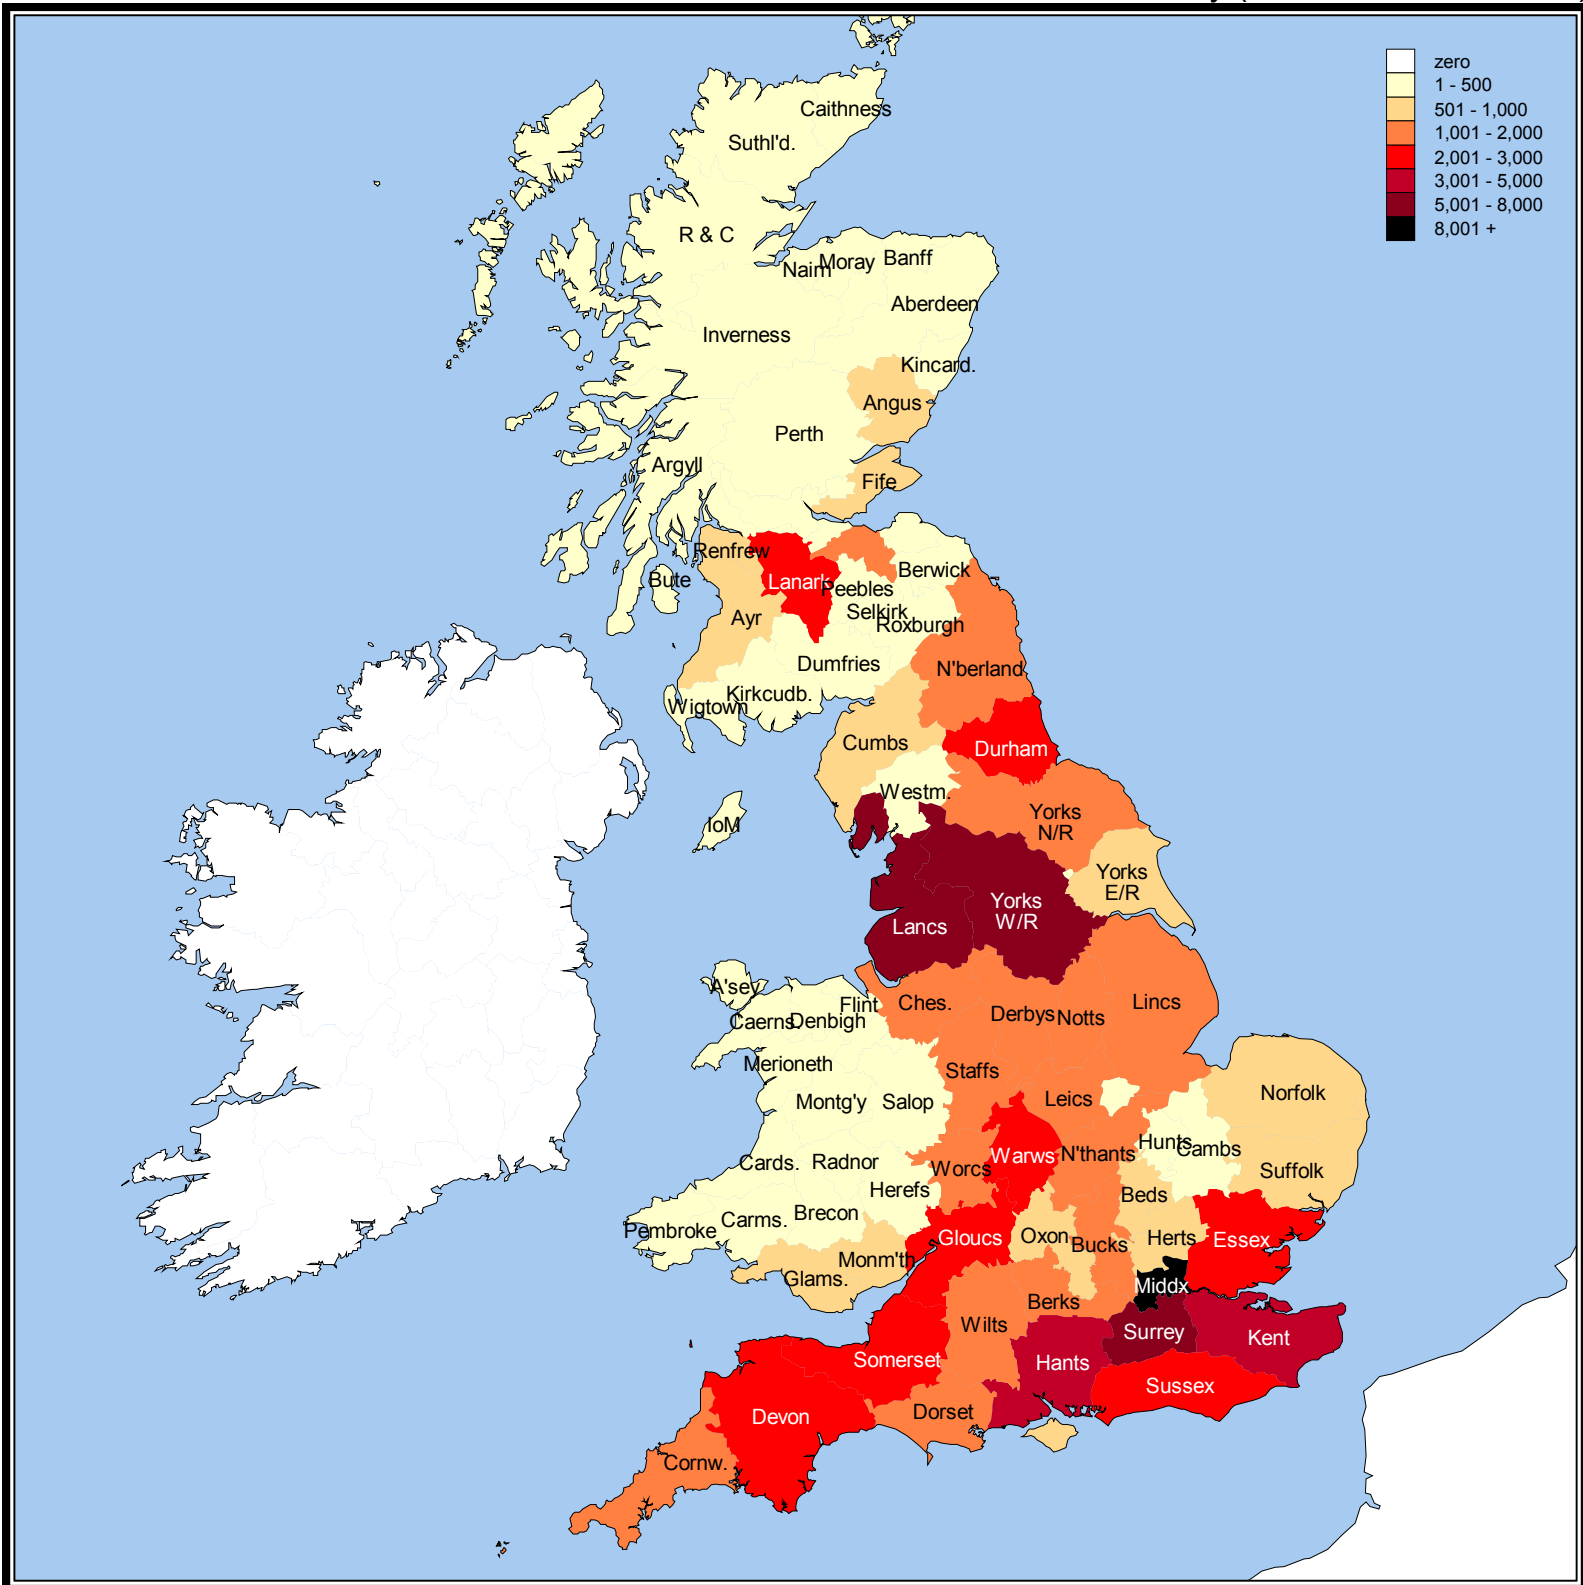 zero
1 - 500
501 - 1,000
1,001 - 2,000
2,001 - 3,000
3,001 - 5,000
5,001 - 8,000
8,001 +
Caithness
Suthl'd.
R & C
Nairn
Moray
Banff
Aberdeen
Inverness
Kincard.
Angus
Perth
Argyll
Fife
Renfrew
Lanark
Bute
Berwick
Peebles
Selkirk
Ayr
Roxburgh
Dumfries
N'berland
Kirkcudb.
Wigtown
Cumbs
Durham
Westm.
IoM
Yorks
N/R
Yorks
E/R
Yorks
W/R
Lancs
A'sey
Flint
Ches.
Caerns.
Denbigh
Derbys
Notts
Lincs
Merioneth
Staffs
Norfolk
Montg'y
Salop
Leics
Hunts
Cambs
Cards.
Radnor
Worcs
Warws
N'thants
Suffolk
Herefs
Beds
Pembroke
Carms.
Brecon
Gloucs
Oxon
Bucks
Herts
Essex
Monm'th
Glams.
Middx
Berks
Wilts
Surrey
Kent
Somerset
Hants
Sussex
Devon
Dorset
Cornw.